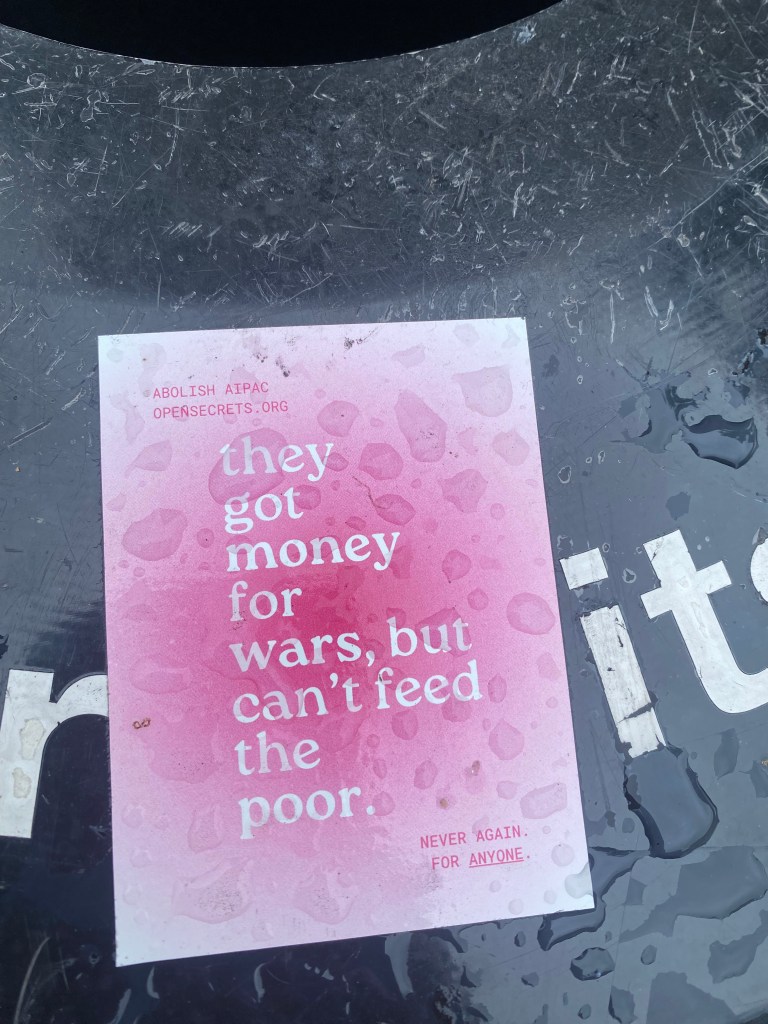 ABOLISH AIPAC
OPENSECRETS.ORG
they
got
money
for
wars, but
can't feed
the
poor.
NEVER AGAIN.
FOR ANYONE.